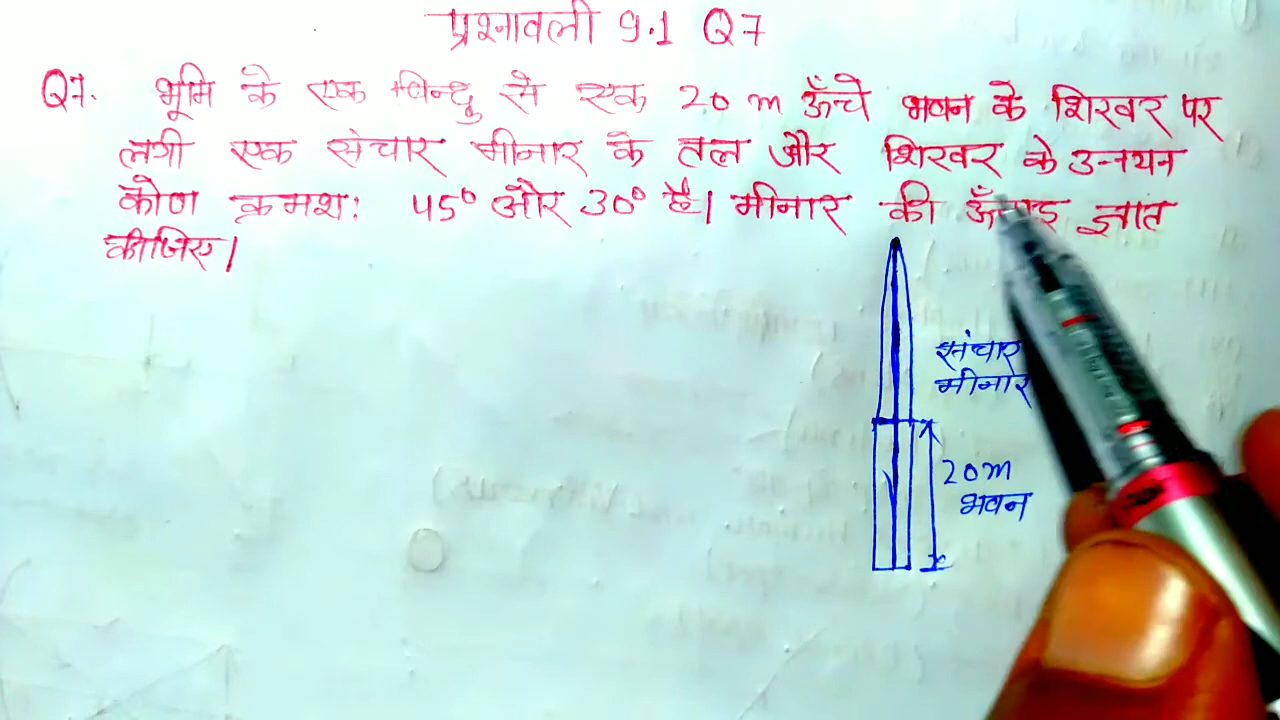 प्रश्नावली 9.1 Q7
Q7. भूमि के एक बिन्दु से एक 20 m ऊँचे भवन के शिखर पर
लगी एक संचार मीनार के तल और शिखर के उन्नयन
कोण क्रमशः 45° और 30° है। मीनार की ज्ञात
कीजिए।
संचार
मीनार
20m
भवन